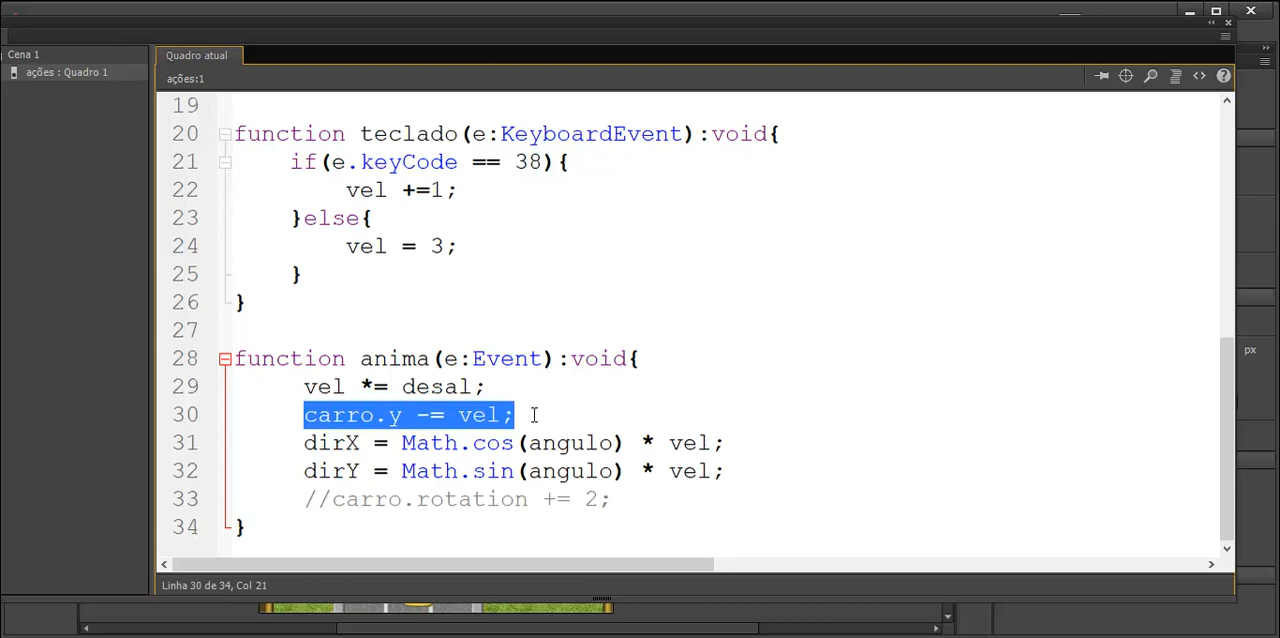 Cena 1
ações : Quadro 1
Quadro atual
ações:1
19
20 function teclado(e:KeyboardEvent):void{
21 if(e.keyCode == 38){
22 vel +=1;
23 }else{
24 vel = 3;
25 }
26 }
27
28 function anima(e:Event):void{
29 vel *= desal;
30 carro.y -= vel;
31 dirX = Math.cos(angulo) * vel;
32 dirY = Math.sin(angulo) * vel;
33 //carro.rotation += 2;
34 }
Linha 30 de 34, Col 21
px